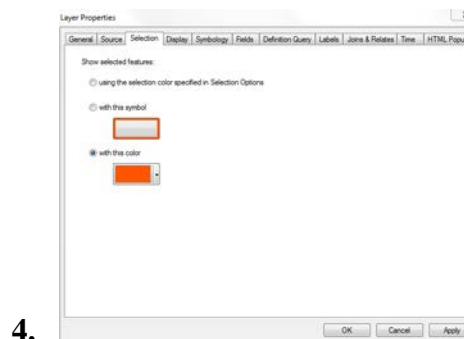 Layer Properties
General Source Selection Display Symbology Fields Definition Query Labels Joins & Relates Time HTML Popu
Show selected features:
using the selection color specified in Selection Options
with this symbol
with this color
4.
OK Cancel Apply